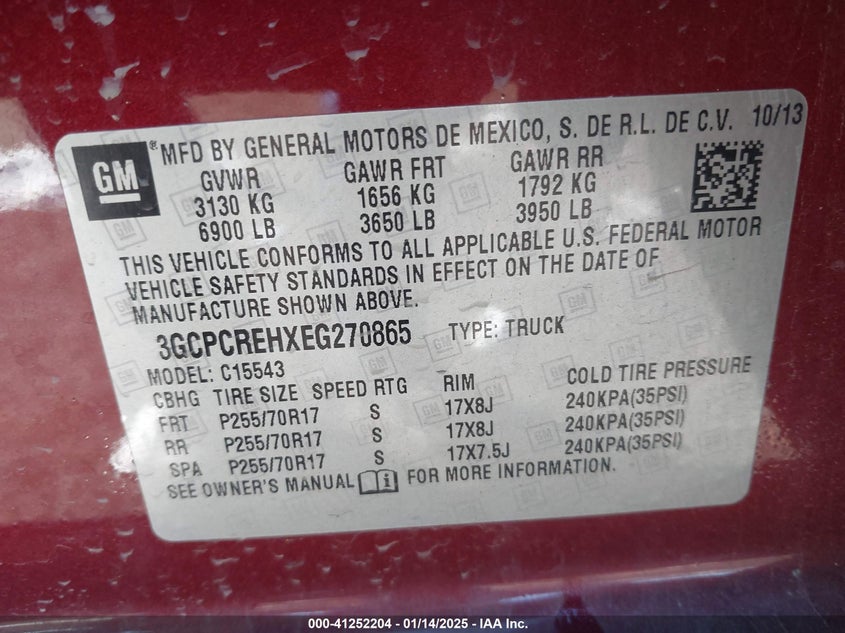 GM
® MFD BY GENERAL MOTORS DE MEXICO, S. DE R.L. DE C.V. 10/13
GVWR GAWR FRT GAWR RR
3130 KG 1656 KG 1792 KG
6900 LB 3650 LB 3950 LB
THIS VEHICLE CONFORMS TO ALL APPLICABLE U.S. FEDERAL MOTOR
VEHICLE SAFETY STANDARDS IN EFFECT ON THE DATE OF
MANUFACTURE SHOWN ABOVE.
3GCPCREHXEG270865 TYPE: TRUCK
MODEL: C15543
CBHG TIRE SIZE SPEED RTG RIM COLD TIRE PRESSURE
FRT P255/70R17 S 17X8J 240KPA(35PSI)
RR P255/70R17 S 17X8J 240KPA(35PSI)
SPA P255/70R17 S 17X7.5J 240KPA(35PSI)
SEE OWNER'S MANUAL i FOR MORE INFORMATION.
000-41252204 - 01/14/2025 - IAA Inc.